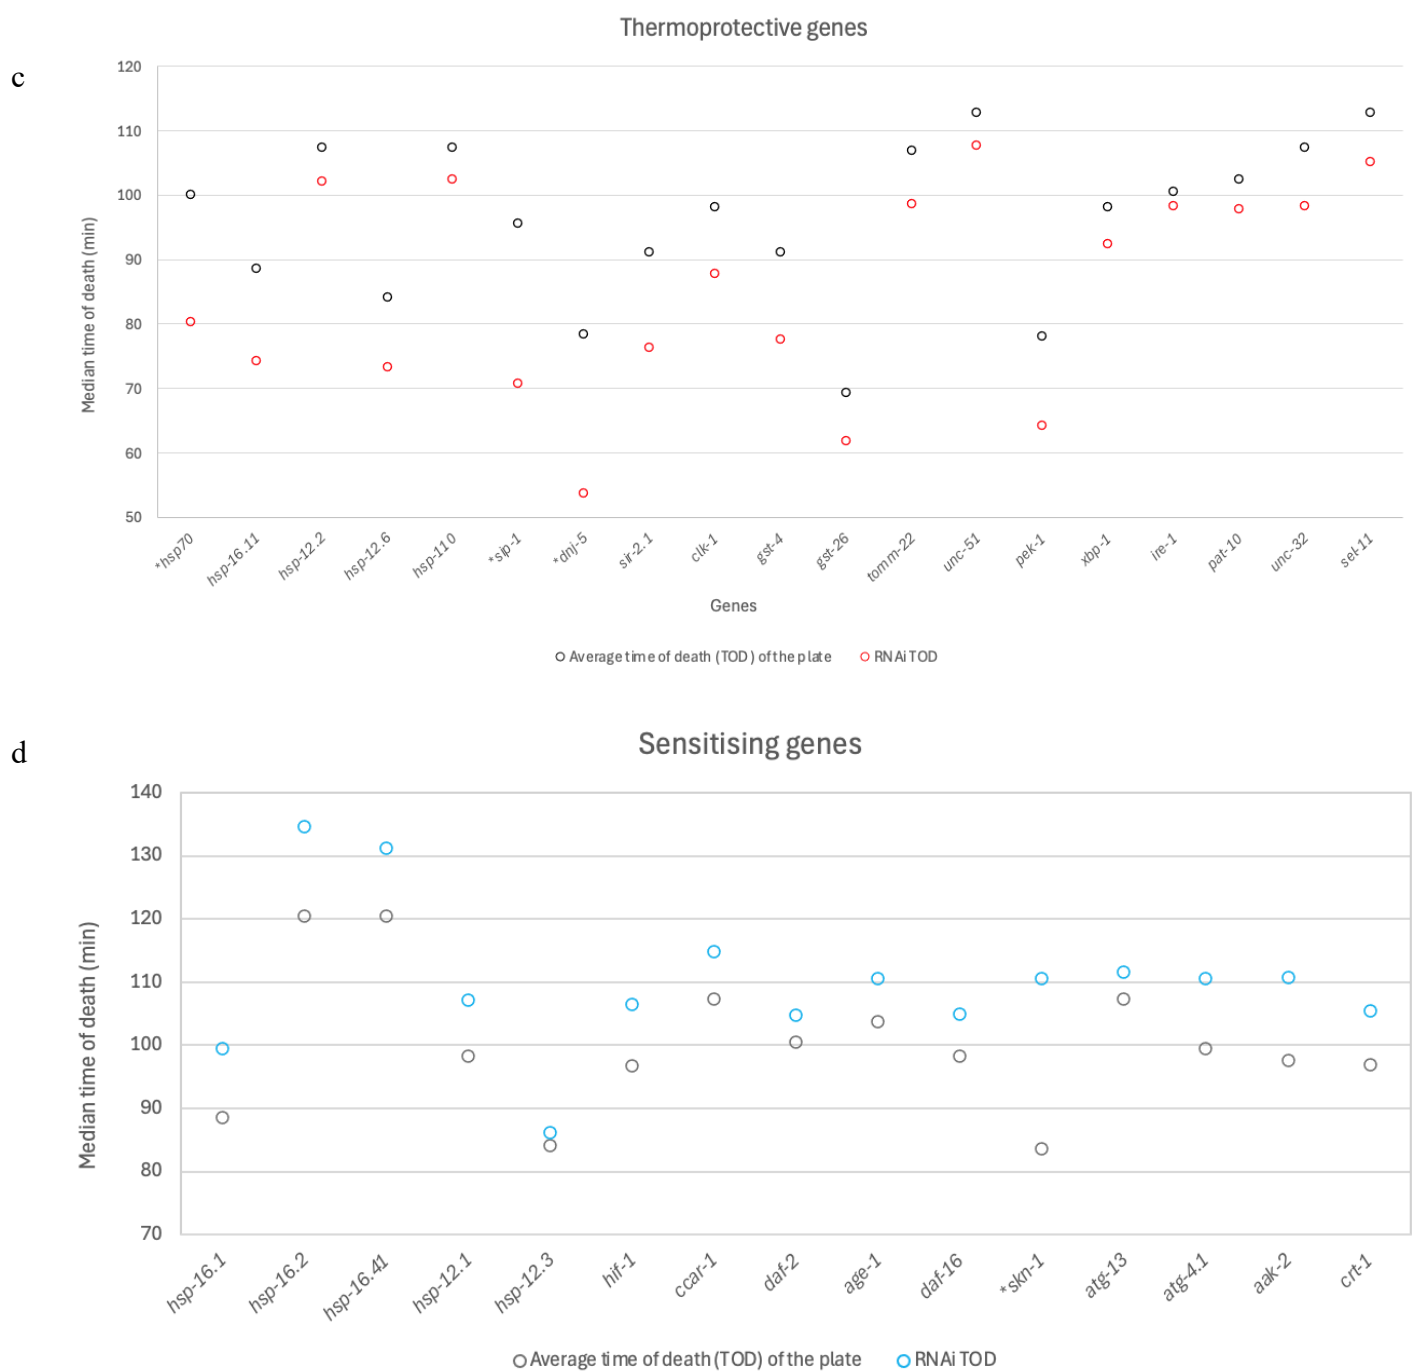 c
Thermoprotective genes
Median time of death (min)
120
110
100
90
80
70
60
50
*hsp70
hsp-16.11
hsp-12.2
hsp-12.6
hsp-110
*sip-1
*dnj-5
sir-2.1
clk-1
gst-4
gst-26
tomm-22
unc-51
pek-1
xbp-1
ire-1
pat-10
unc-32
sel-11
Genes
Average time of death (TOD) of the plate
RNAi TOD
d
Sensitising genes
Median time of death (min)
140
130
120
110
100
90
80
70
hsp-16.1
hsp-16.2
hsp-16.41
hsp-12.1
hsp-12.3
hif-1
ccar-1
daf-2
age-1
daf-16
*skn-1
atg-13
atg-4.1
aak-2
crt-1
Average time of death (TOD) of the plate
RNAi TOD